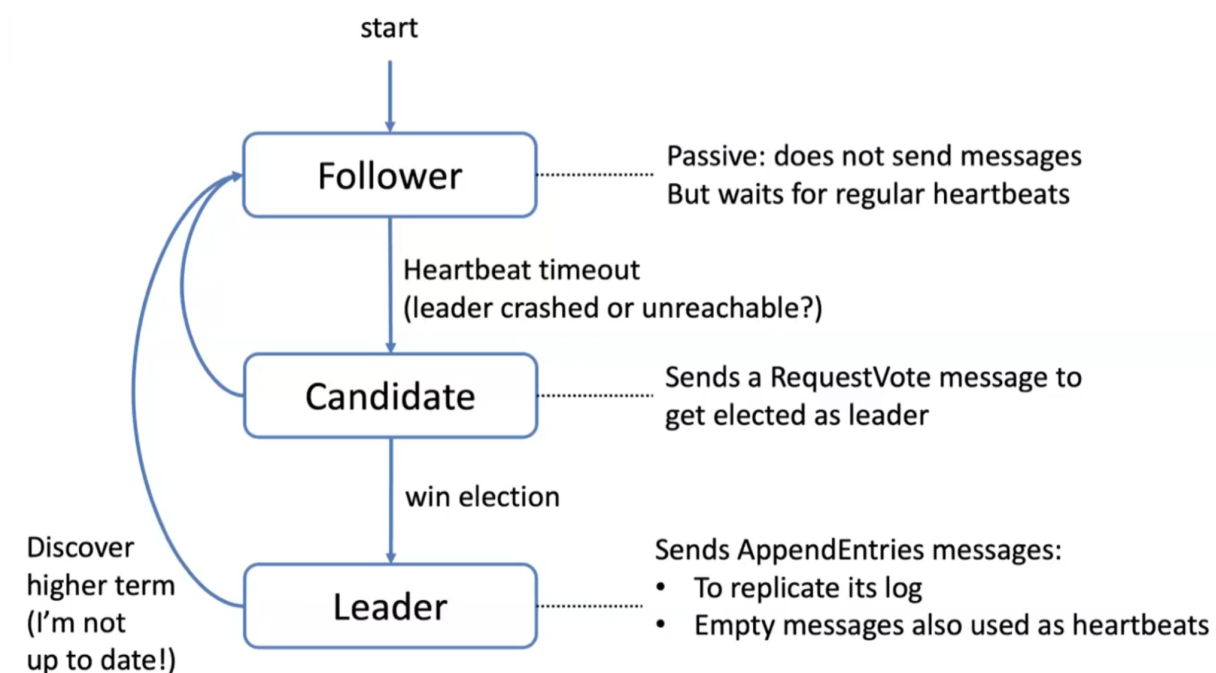 start
Follower
Passive: does not send messages
But waits for regular heartbeats
Heartbeat timeout
(leader crashed or unreachable?)
Candidate
Sends a RequestVote message to
get elected as leader
win election
Discover
higher term
(I'm not
up to date!)
Leader
Sends AppendEntries messages:
• To replicate its log
• Empty messages also used as heartbeats